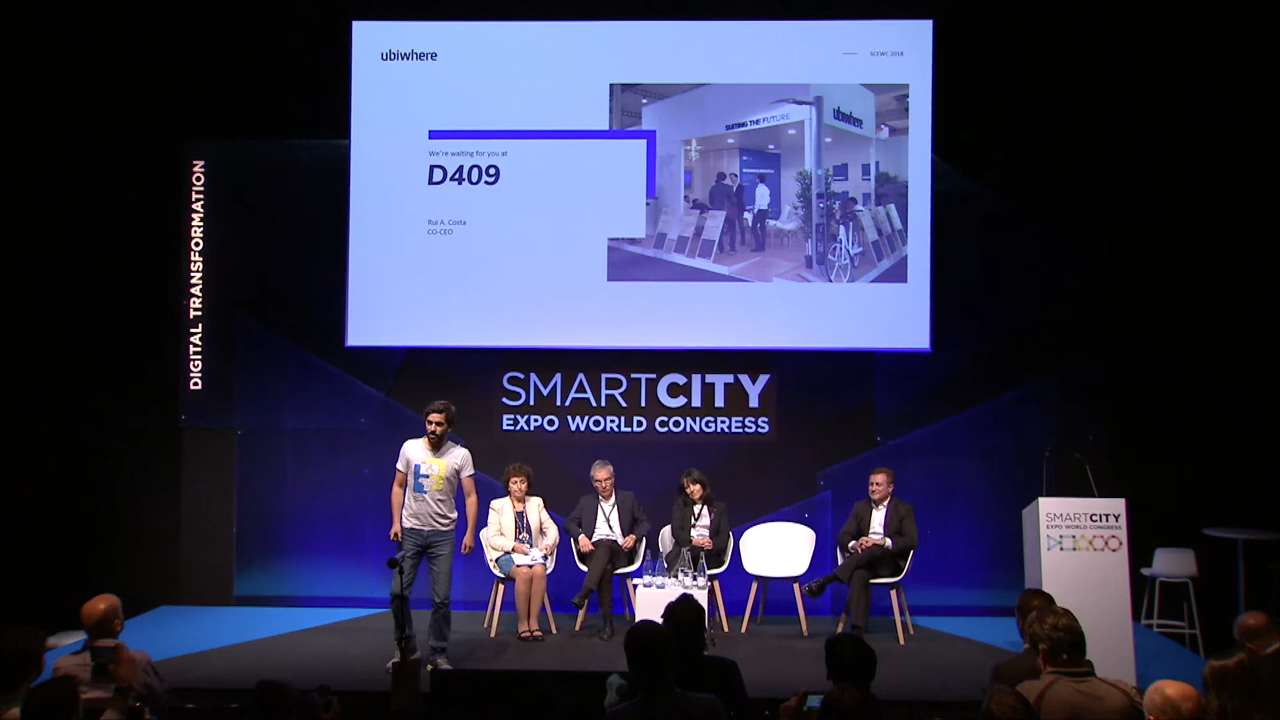 ubiwhere
SCEWC 2018
SUITING THE FUTURE
ubiwhere
We're waiting for you at
D409
Rui A. Costa
CO-CEO
DIGITAL TRANSFORMATION
SMARTCITY
EXPO WORLD CONGRESS
SMARTCITY
EXPO WORLD CONGRESS